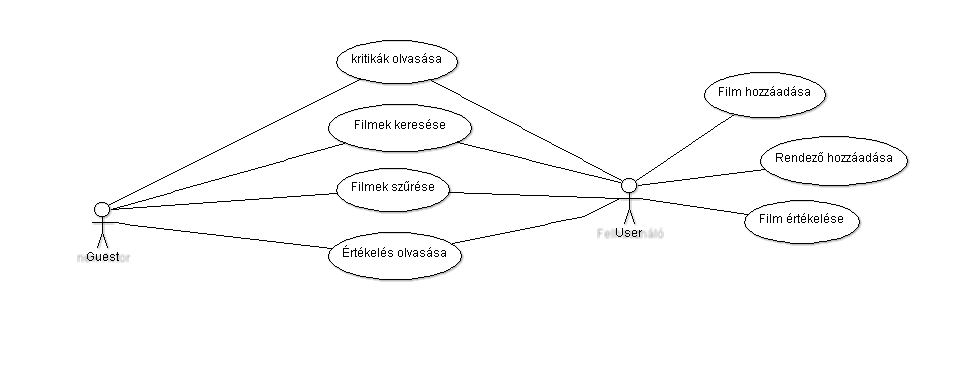 kritikák olvasása
Film hozzáadása
Filmek keresése
Rendező hozzáadása
Filmek szűrése
Film értékelése
User
Értékelés olvasása
Guest